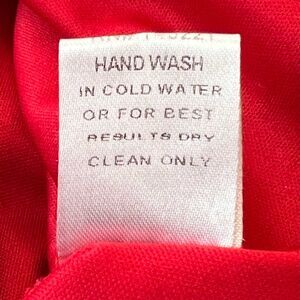 HAND WASH
IN COLD WATER
OR FOR BEST
RESULTS DRY
CLEAN ONLY